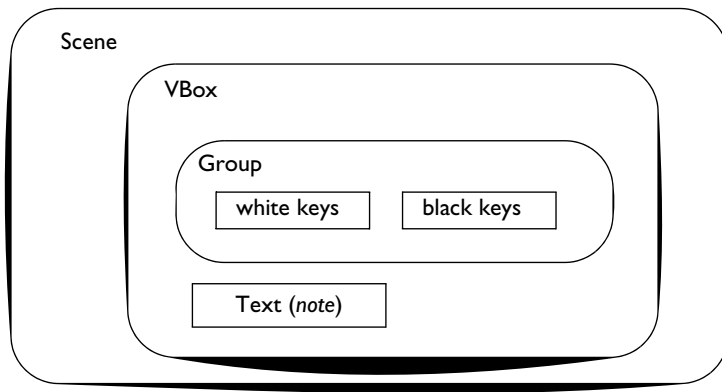 Scene
VBox
Group
white keys black keys
Text (note)